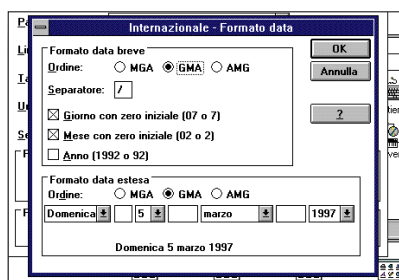 Internazionale - Formato data
Formato data breve
Ordine: MGA GMA AMG
Separatore: /
Giorno con zero iniziale (07 o 7)
Mese con zero iniziale (02 o 2)
Anno (1992 o 92)
OK
Annulla
?
Formato data estesa
Ordine: MGA GMA AMG
Domenica 5 marzo 1997
Domenica 5 marzo 1997